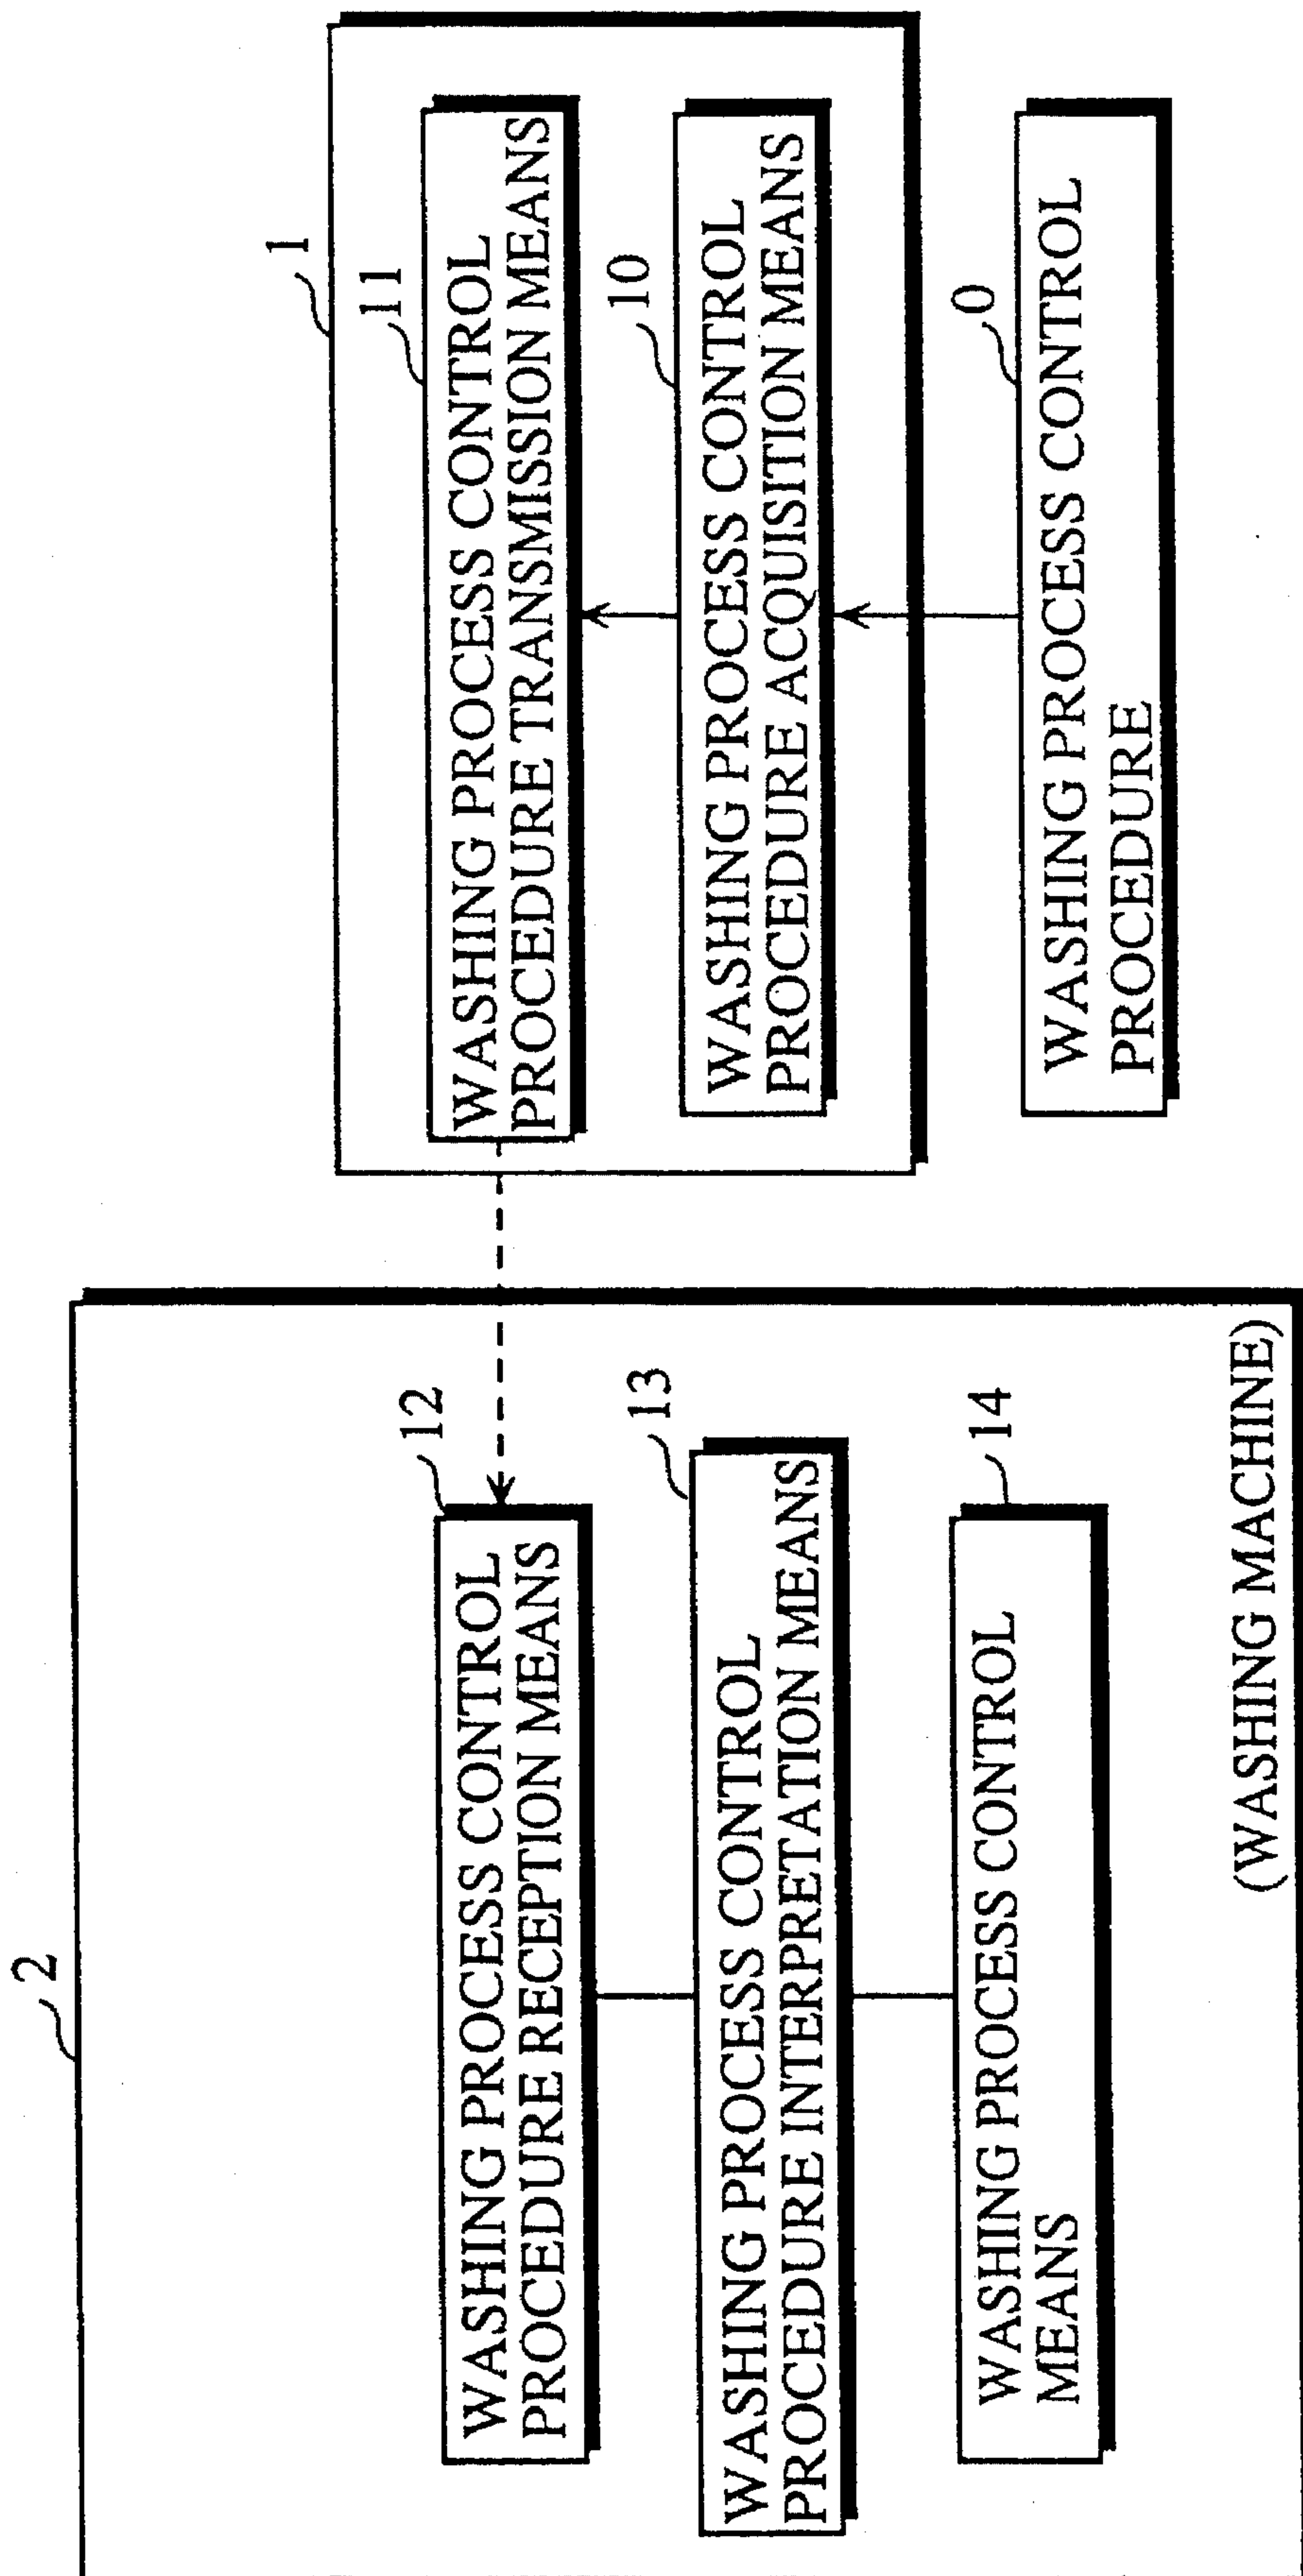 2
12
WASHING PROCESS CONTROL
PROCEDURE RECEPTION MEANS
13
WASHING PROCESS CONTROL
PROCEDURE INTERPRETATION MEANS
14
WASHING PROCESS CONTROL
MEANS
(WASHING MACHINE)
1
11
WASHING PROCESS CONTROL
PROCEDURE TRANSMISSION MEANS
10
WASHING PROCESS CONTROL
PROCEDURE ACQUISITION MEANS
0
WASHING PROCESS CONTROL
PROCEDURE